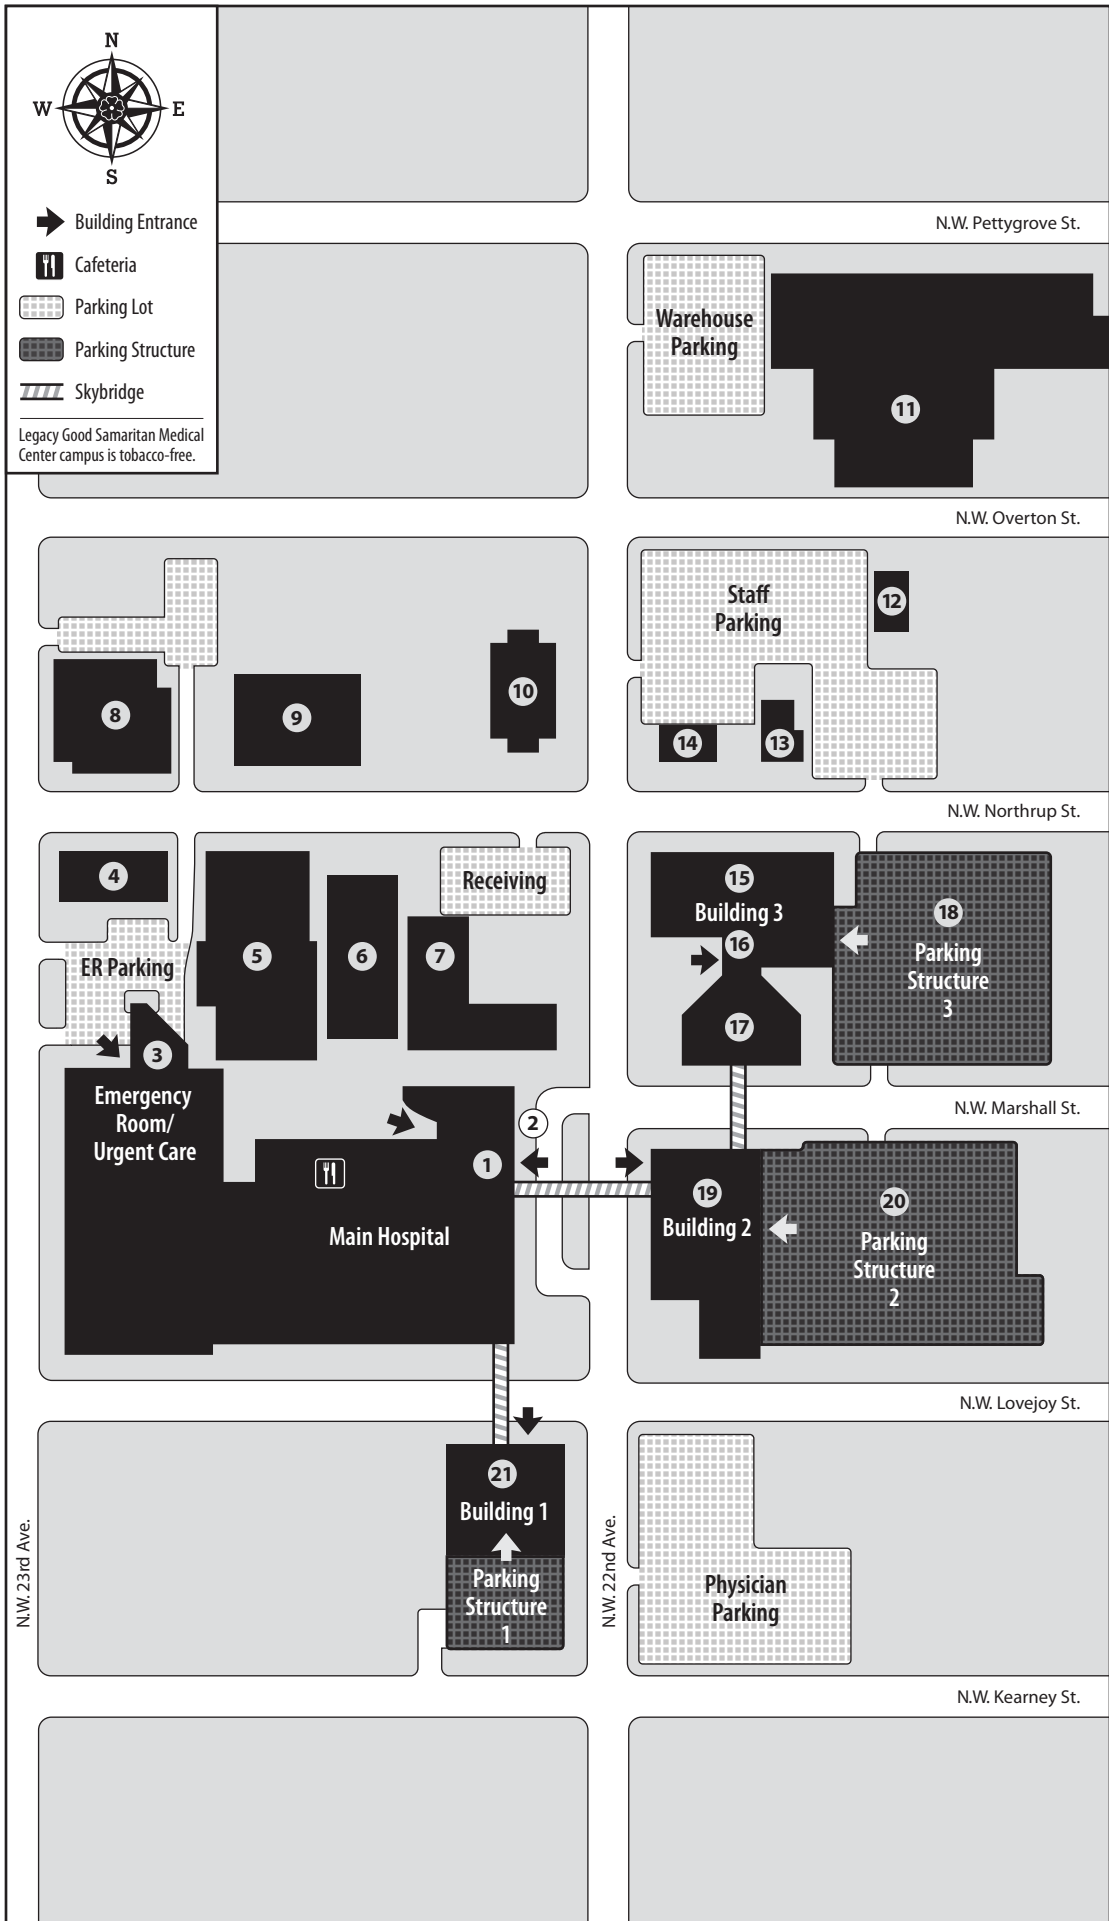 N
W
E
S
Building Entrance
Cafeteria
Parking Lot
Parking Structure
Skybridge
Legacy Good Samaritan Medical
Center campus is tobacco-free.
N.W. Pettygrove St.
Warehouse
Parking
11
N.W. Overton St.
Staff
Parking
12
10
8
9
14
13
N.W. Northrup St.
4
Receiving
15
Building 3
18
Parking
Structure
3
16
5
6
7
ER Parking
17
3
Emergency
Room/
Urgent Care
N.W. Marshall St.
2
1
Main Hospital
19
Building 2
20
Parking
Structure
2
N.W. Lovejoy St.
21
Building 1
Parking
Structure
1
N.W. 23rd Ave.
N.W. 22nd Ave.
Physician
Parking
N.W. Kearney St.